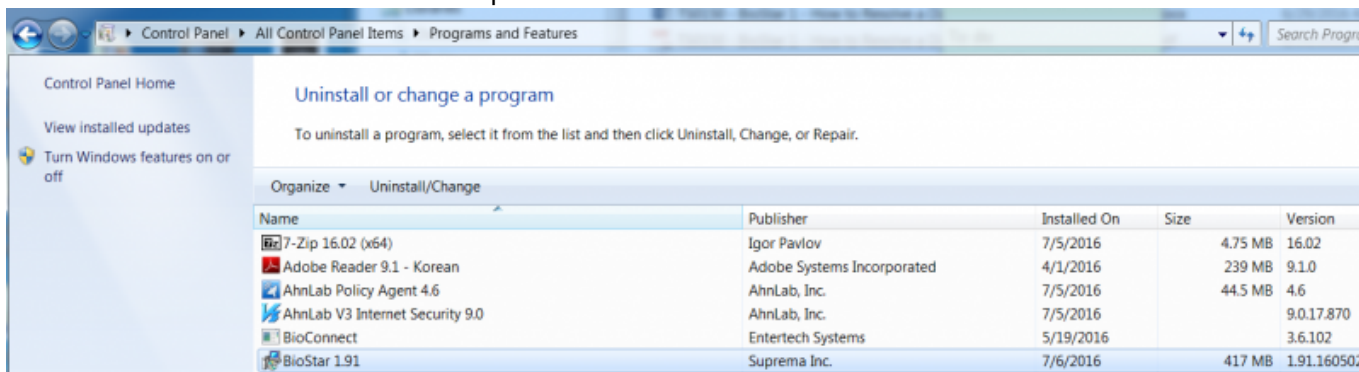 Control Panel ▸ All Control Panel Items ▸ Programs and Features
Search Progr
Control Panel Home
View installed updates
Turn Windows features on or off
Uninstall or change a program
To uninstall a program, select it from the list and then click Uninstall, Change, or Repair.
Organize Uninstall/Change
Name Publisher Installed On Size Version
7-Zip 16.02 (x64) Igor Pavlov 7/5/2016 4.75 MB 16.02
Adobe Reader 9.1 - Korean Adobe Systems Incorporated 4/1/2016 239 MB 9.1.0
AhnLab Policy Agent 4.6 AhnLab, Inc. 7/5/2016 44.5 MB 4.6
AhnLab V3 Internet Security 9.0 AhnLab, Inc. 7/5/2016 9.0.17.870
BioConnect Entertech Systems 5/19/2016 3.6.102
BioStar 1.91 Suprema Inc. 7/6/2016 417 MB 1.91.160502